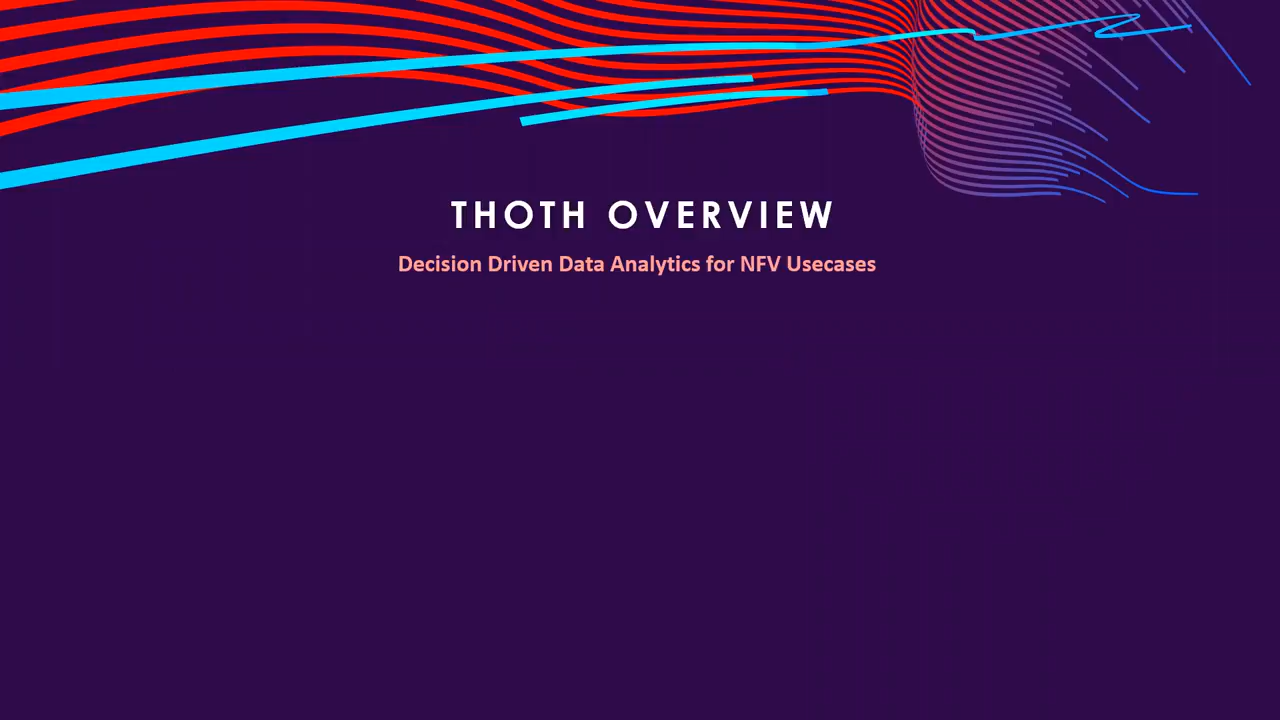 THOTH OVERVIEW
Decision Driven Data Analytics for NFV Usecases